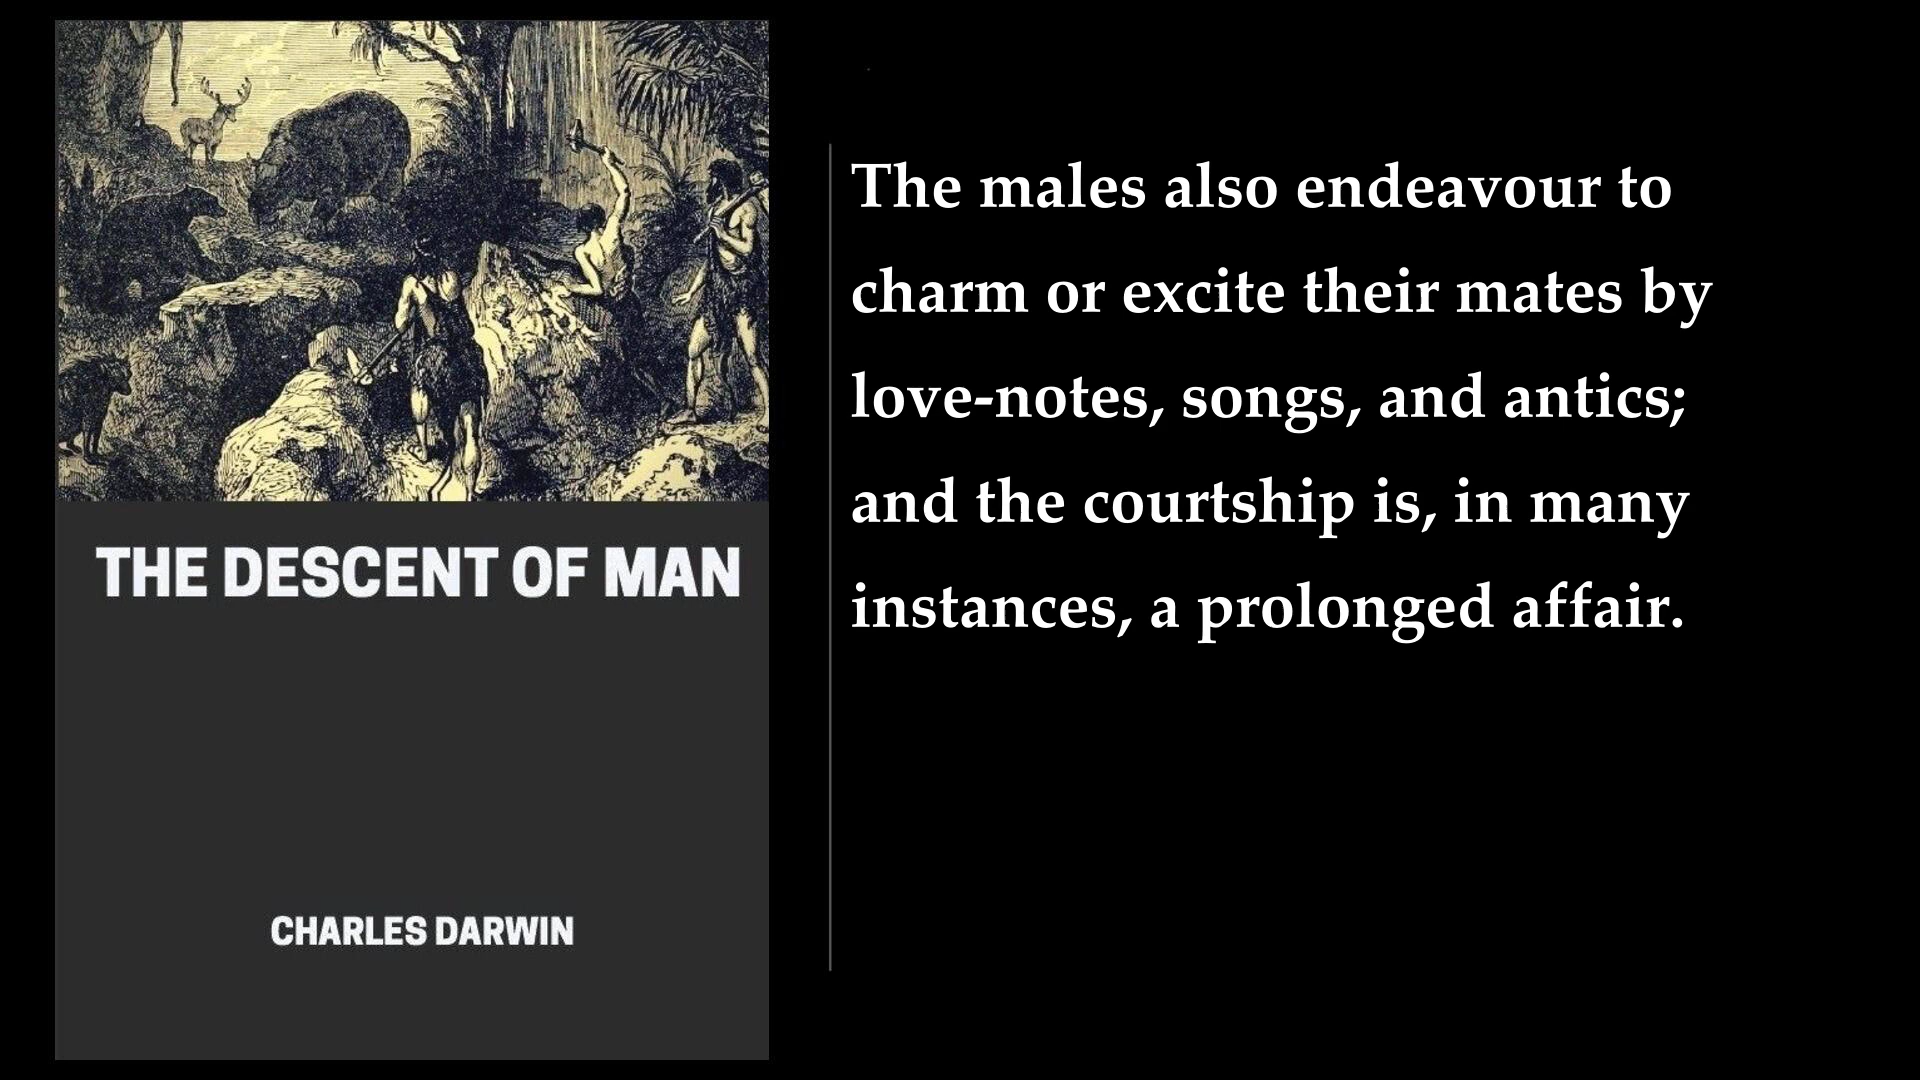 THE DESCENT OF MAN
CHARLES DARWIN
The males also endeavour to
charm or excite their mates by
love-notes, songs, and antics;
and the courtship is, in many
instances, a prolonged affair.